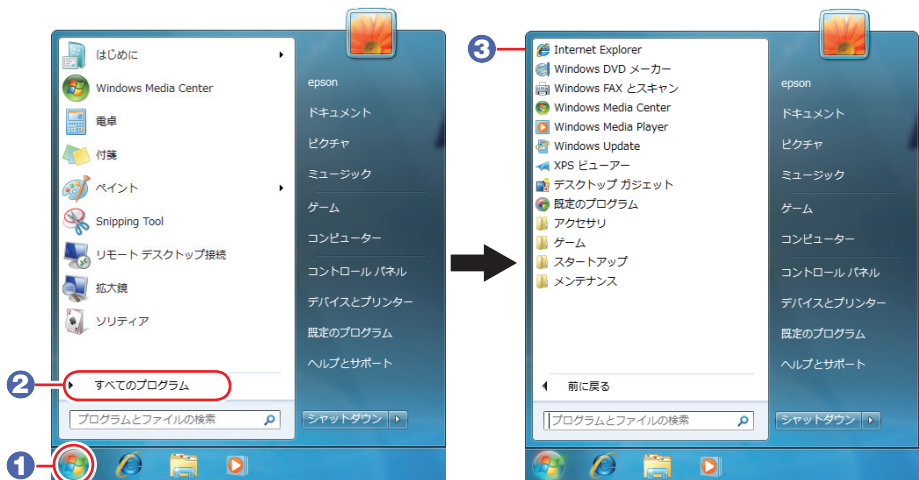 はじめに
Windows Media Center
電卓
付箋
ペイント
Snipping Tool
リモート デスクトップ接続
拡大鏡
ソリティア
2
すべてのプログラム
プログラムとファイルの検索
1
epson
ドキュメント
ピクチャ
ミュージック
ゲーム
コンピューター
コントロール パネル
デバイスとプリンター
既定のプログラム
ヘルプとサポート
シャットダウン
3
Internet Explorer
Windows DVD メーカー
Windows FAX とスキャン
Windows Media Center
Windows Media Player
Windows Update
XPS ビューアー
デスクトップ ガジェット
既定のプログラム
アクセサリ
ゲーム
スタートアップ
メンテナンス
前に戻る
プログラムとファイルの検索
epson
ドキュメント
ピクチャ
ミュージック
ゲーム
コンピューター
コントロール パネル
デバイスとプリンター
既定のプログラム
ヘルプとサポート
シャットダウン